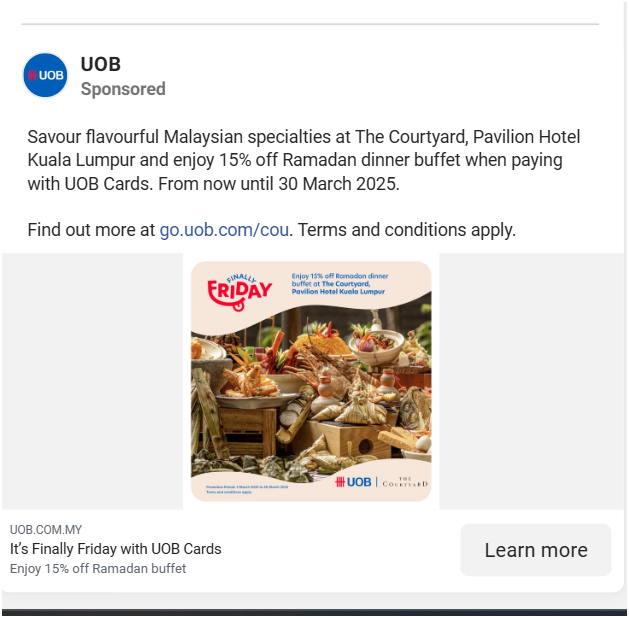 UOB
UOB
Sponsored
Savour flavourful Malaysian specialties at The Courtyard, Pavilion Hotel
Kuala Lumpur and enjoy 15% off Ramadan dinner buffet when paying
with UOB Cards. From now until 30 March 2025.
Find out more at go.uob.com/cou. Terms and conditions apply.
FINALLY
FRIDAY
Enjoy 15% off Ramadan dinner
buffet at The Courtyard,
Pavilion Hotel Kuala Lumpur
Terms and conditions apply.
UOB
THE
COURTYARD
UOB.COM.MY
It's Finally Friday with UOB Cards
Enjoy 15% off Ramadan buffet
Learn more